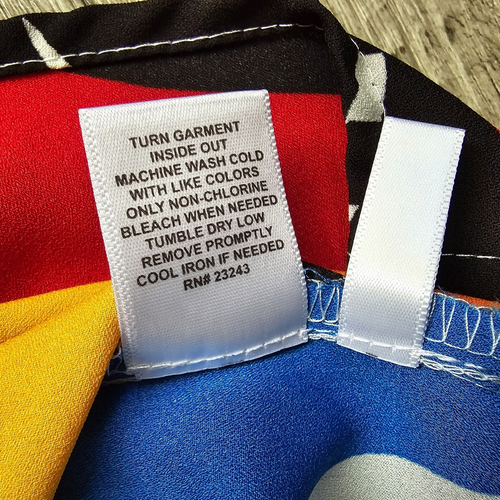 TURN GARMENT
INSIDE OUT
MACHINE WASH COLD
WITH LIKE COLORS
ONLY NON-CHLORINE
BLEACH WHEN NEEDED
TUMBLE DRY LOW
REMOVE PROMPTLY
COOL IRON IF NEEDED
RN# 23243